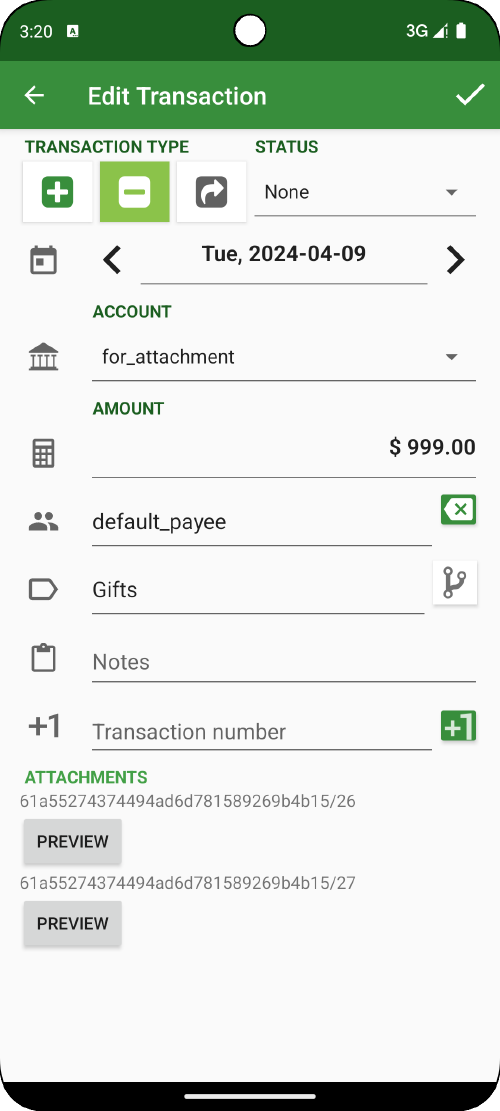 3:20
3G
Edit Transaction
TRANSACTION TYPE
STATUS
None
Tue, 2024-04-09
ACCOUNT
for_attachment
AMOUNT
$ 999.00
default_payee
Gifts
Notes
+1
Transaction number
+1
ATTACHMENTS
61a55274374494ad6d781589269b4b15/26
PREVIEW
61a55274374494ad6d781589269b4b15/27
PREVIEW